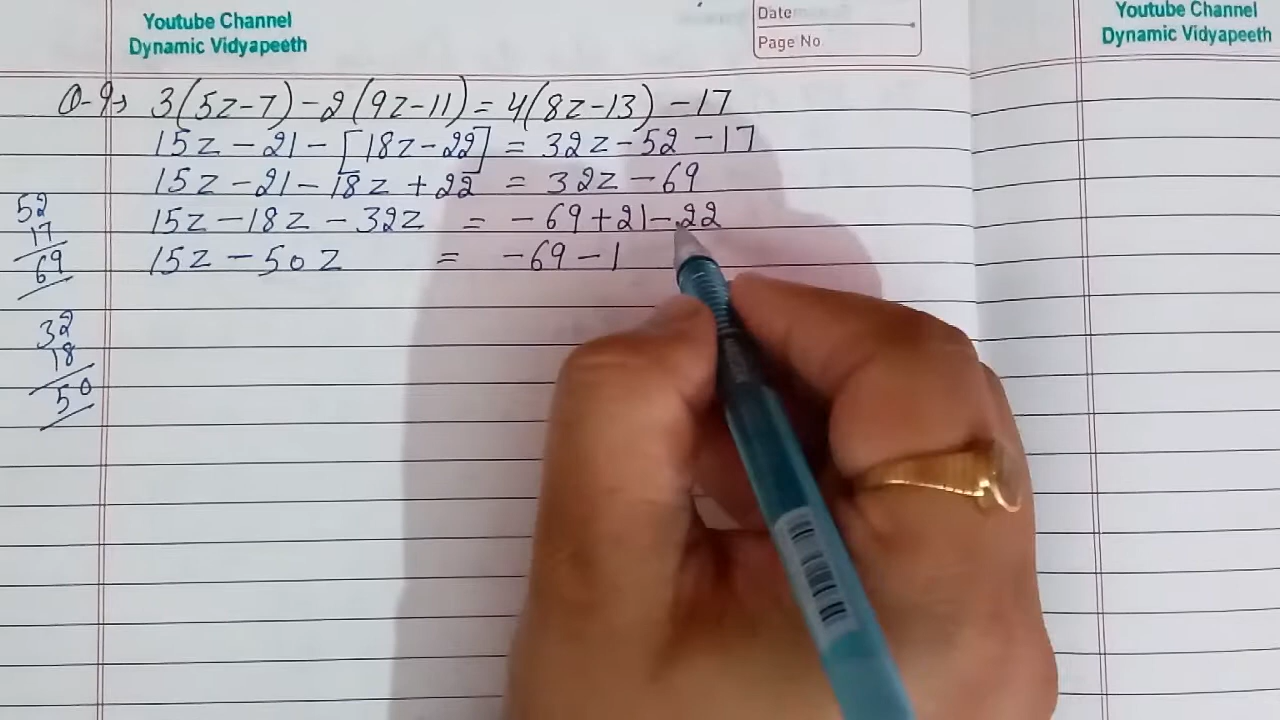 Youtube Channel
Dynamic Vidyapeeth
Date
Page No
Youtube Channel
Dynamic Vidyapeeth
Q-9→ 3(5z-7)-2(9z-11)=4(8z-13)-17
15z-21-[18z-22]=32z-52-17
15z-21-18z+22=32z-69
15z-18z-32z=-69+21-22
15z-50z=-69-1
52
17
69
32
18
50